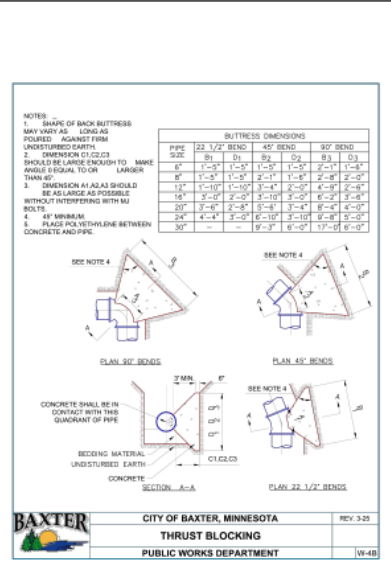 NOTES:
1. SHAPE OF BACK BUTTRESS
MAY VARY AS LONG AS
POURED AGAINST FIRM
UNDISTURBED EARTH.
2. DIMENSION C1,C2,C3
SHOULD BE LARGE ENOUGH TO MAKE
ANGLE 0 EQUAL TO OR LARGER
THAN 45°.
3. DIMENSION A1,A2,A3 SHOULD
BE AS LARGE AS POSSIBLE
WITHOUT INTERFERING WITH MJ
BOLTS.
4. 45° MINIMUM.
5. PLACE POLYETHYLENE BETWEEN
CONCRETE AND PIPE.
BUTTRESS DIMENSIONS
PIPE SIZE 22 1/2° BEND 45° BEND 90° BEND
B1 D1 B2 D2 B3 D3
6" 1'-5" 1'-5" 1'-5" 1'-5" 2'-1" 1'-6"
8" 1'-5" 1'-5" 2'-1" 1'-6" 2'-8" 2'-0"
12" 1'-10" 1'-10" 3'-4" 2'-0" 4'-9" 2'-6"
16" 3'-0" 2'-0" 3'-10" 3'-0" 6'-2" 3'-6"
20" 3'-6" 2'-8" 5'-6" 3'-4" 8'-4" 4'-0"
24" 4'-4" 3'-0" 6'-10" 3'-10" 9'-8" 5'-0"
30" - - 9'-3" 6'-0" 17'-0" 6'-0"
SEE NOTE 4
A
A
PLAN 90° BENDS
SEE NOTE 4
A
A
PLAN 45° BENDS
3" MIN. 6"
CONCRETE SHALL BE IN
CONTACT WITH THIS
QUADRANT OF PIPE
BEDDING MATERIAL
UNDISTURBED EARTH
CONCRETE
C1,C2,C3
SECTION A-A
SEE NOTE 4
A
A
PLAN 22 1/2° BENDS
BAXTER
CITY OF BAXTER, MINNESOTA
REV. 3-25
THRUST BLOCKING
PUBLIC WORKS DEPARTMENT
W-4B